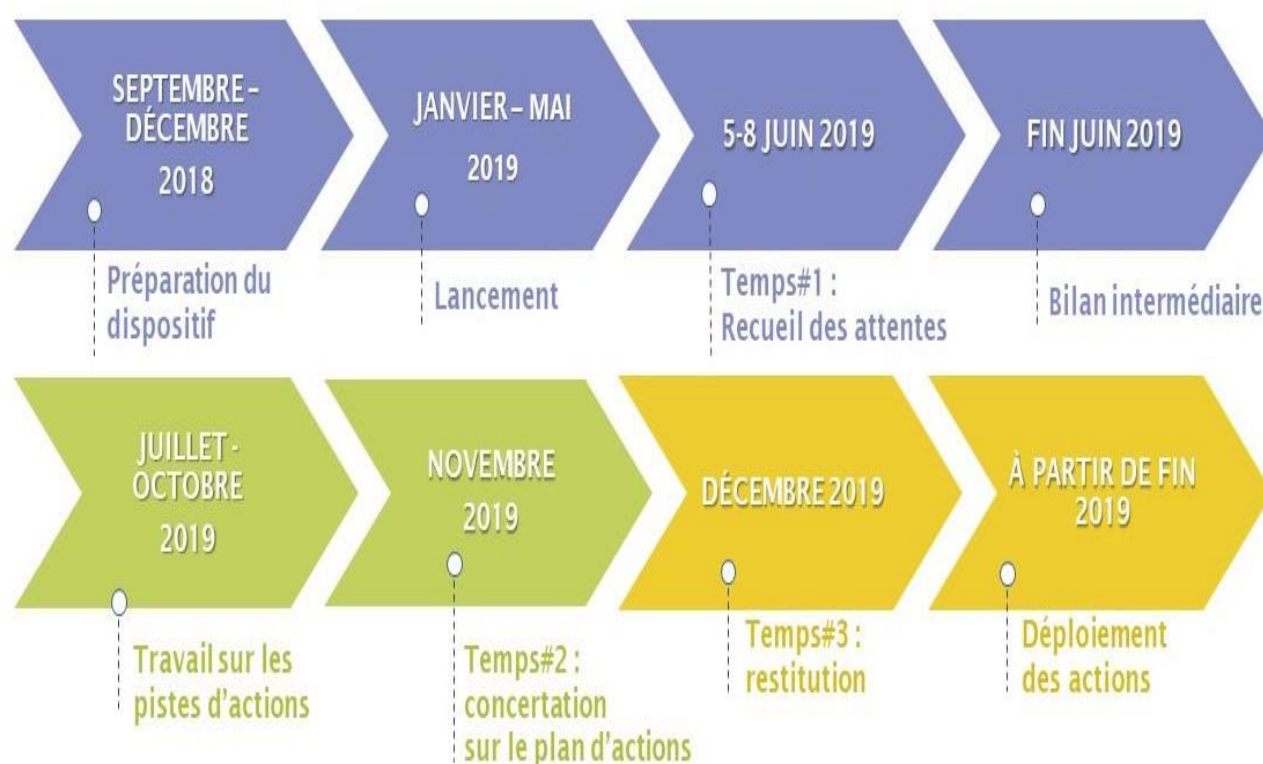 SEPTEMBRE –
DÉCEMBRE
2018
Préparation du
dispositif
JANVIER – MAI
2019
Lancement
5-8 JUIN 2019
Temps#1 :
Recueil des attentes
FIN JUIN 2019
Bilan intermédiaire
JUILLET -
OCTOBRE
2019
Travail sur les
pistes d'actions
NOVEMBRE
2019
Temps#2 :
concertation
sur le plan d'actions
DÉCEMBRE 2019
Temps#3 :
restitution
À PARTIR DE FIN
2019
Déploiement
des actions